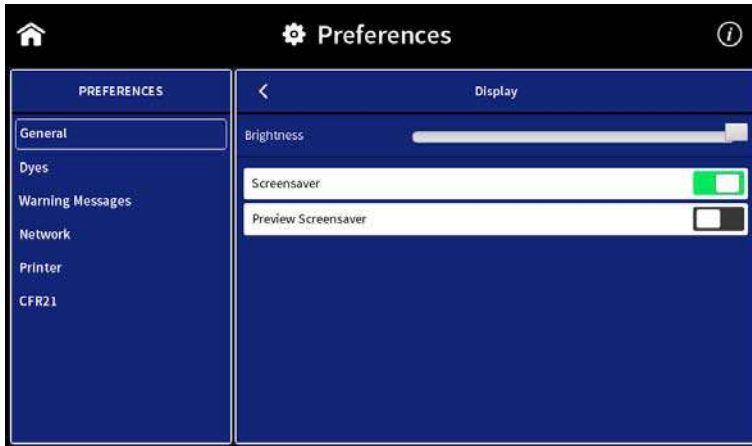 Preferences
PREFERENCES
General
Dyes
Warning Messages
Network
Printer
CFR21
Display
Brightness
Screensaver
Preview Screensaver